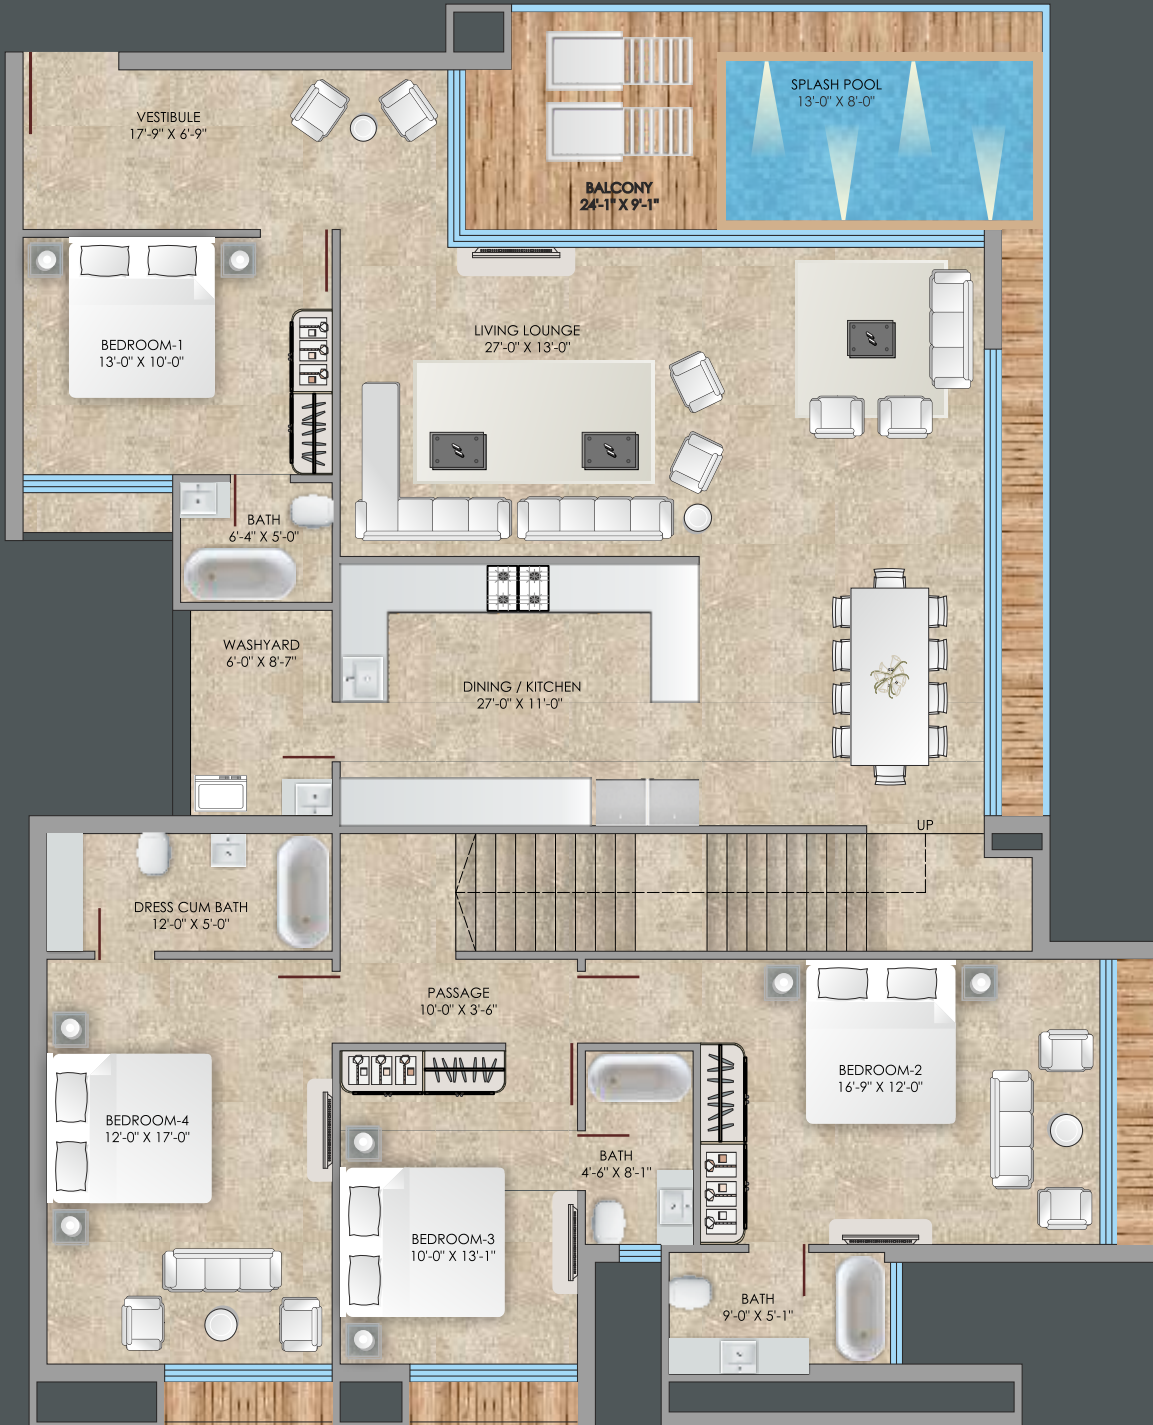 SPLASH POOL
13'-0" X 8'-0"
VESTIBULE
17'-9" X 6'-9"
BALCONY
24'-1" X 9'-1"
LIVING LOUNGE
27'-0" X 13'-0"
BEDROOM-1
13'-0" X 10'-0"
BATH
6'-4" X 5'-0"
WASHYARD
6'-0" X 8'-7"
DINING / KITCHEN
27'-0" X 11'-0"
UP
DRESS CUM BATH
12'-0" X 5'-0"
PASSAGE
10'-0" X 3'-6"
BEDROOM-2
16'-9" X 12'-0"
BEDROOM-4
12'-0" X 17'-0"
BATH
4'-6" X 8'-1"
BEDROOM-3
10'-0" X 13'-1"
BATH
9'-0" X 5'-1"